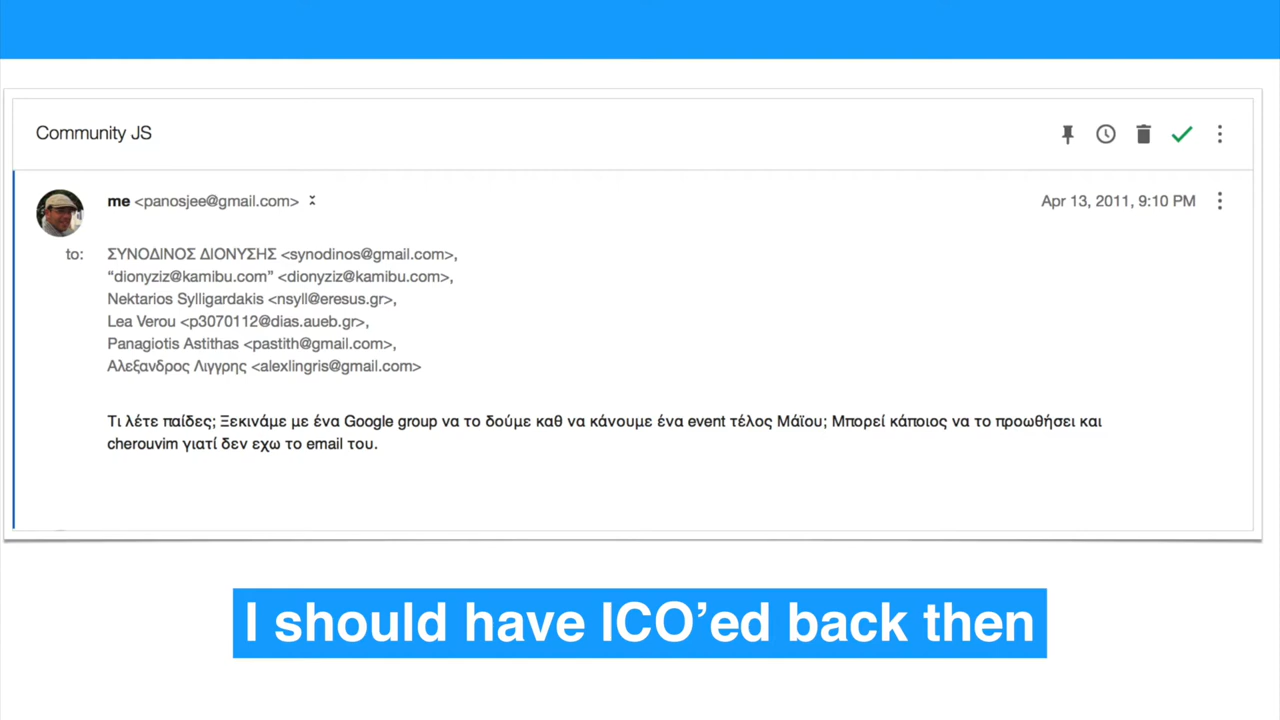 Community JS
me <panosjee@gmail.com>
Apr 13, 2011, 9:10 PM
to: ΣΥΝΟΔΙΝΟΣ ΔΙΟΝΥΣΗΣ <synodinos@gmail.com>,
“dionyziz@kamibu.com” <dionyziz@kamibu.com>,
Nektarios Sylligardakis <nsyll@eresus.gr>,
Lea Verou <p3070112@dias.aueb.gr>,
Panagiotis Astithas <pastith@gmail.com>,
Αλεξανδρος Λιγγρης <alexlingris@gmail.com>
Τι λέτε παίδες; Ξεκινάμε με ένα Google group να το δούμε καθ να κάνουμε ένα event τέλος Μάϊου; Μπορεί κάποιος να το προωθήσει και
cherouvim γιατί δεν εχω το email του.
I should have ICO’ed back then